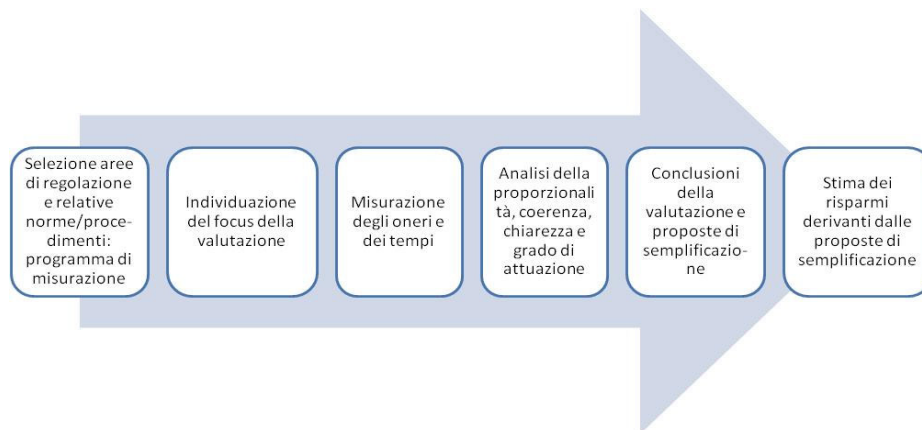 Selezione aree
di regolazione
e relative
norme/proce-
dimenti:
programma di
misurazione
Individuazione
del focus della
valutazione
Misurazione
degli oneri e
dei tempi
Analisi della
proporzionali
tà, coerenza,
chiarezza e
grado di
attuazione
Conclusioni
della
valutazione e
proposte di
semplificazio-
ne
Stima dei
risparmi
derivanti dalle
proposte di
semplificazione